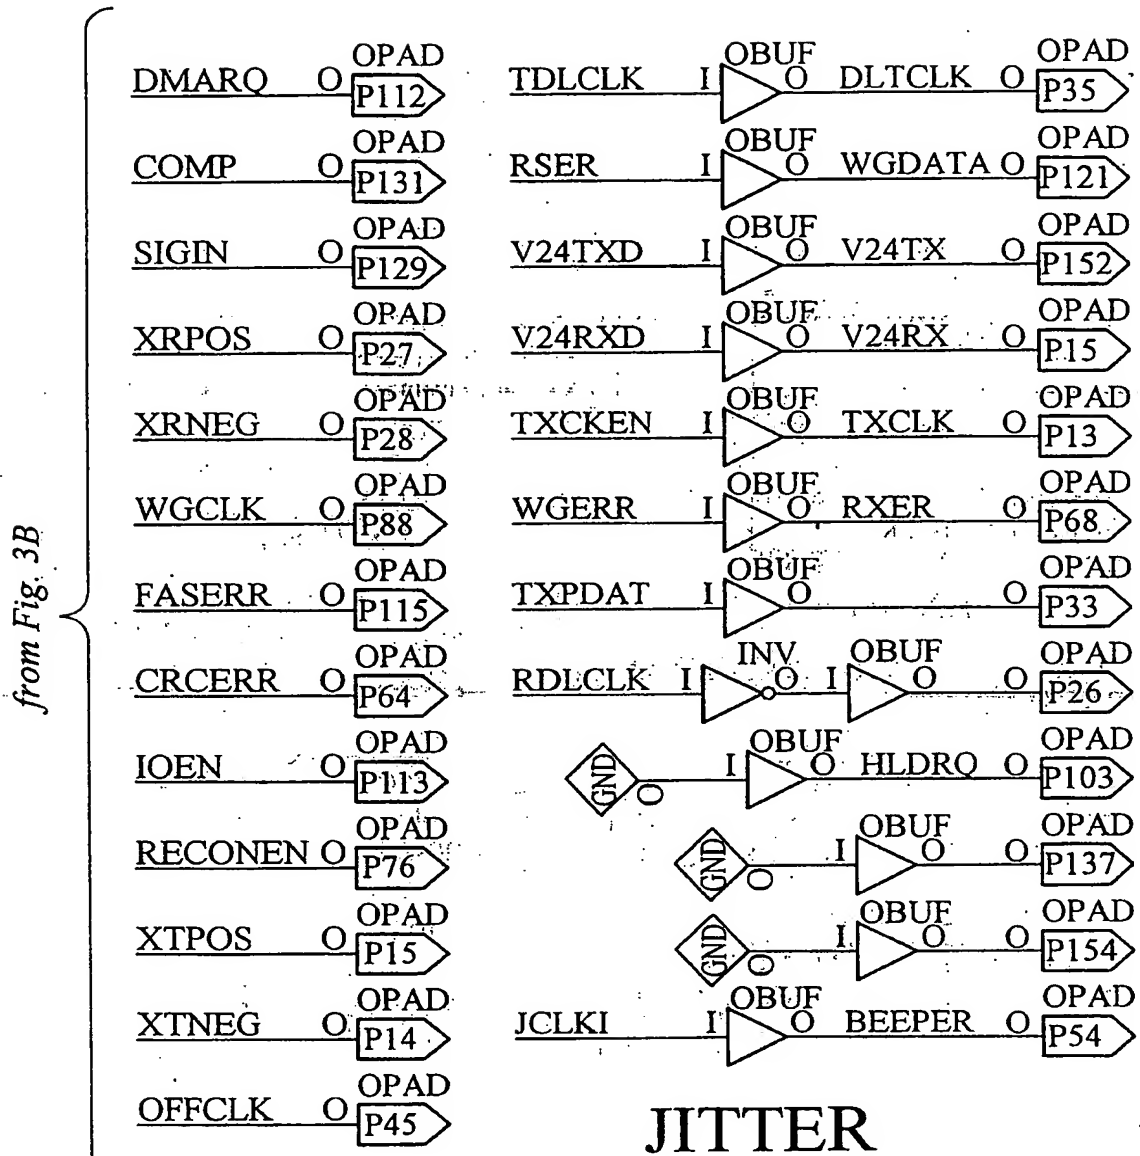 from Fig. 3B
OPAD
DMARQ O P112
OPAD
COMP O P131
OPAD
SIGIN O P129
OPAD
XRPOS O P27
OPAD
XRNEG O P28
OPAD
WGCLK O P88
OPAD
FASERR O P115
OPAD
CRCERR O P64
OPAD
IOEN O P113
OPAD
RECONEN O P76
OPAD
XTPOS O P15
OPAD
XTNEG O P14
OPAD
OFFCLK O P45
OBUF OPAD
TDLCLK I O DLTCLK O P35
OBUF OPAD
RSER I O WGDATA O P121
OBUF OPAD
V24TXD I O V24TX O P152
OBUF OPAD
V24RXD I O V24RX O P15
OBUF OPAD
TXCKEN I O TXCLK O P13
OBUF OPAD
WGERR I O RXER O P68
OBUF OPAD
TXPDAT I O O P33
INV OBUF OPAD
RDLCLK I O I O O P26
OBUF OPAD
GND O I O HLDRQ O P103
OBUF OPAD
GND O I O O P137
OBUF OPAD
GND O I O O P154
OBUF OPAD
JCLKI I O BEEPER O P54
JITTER